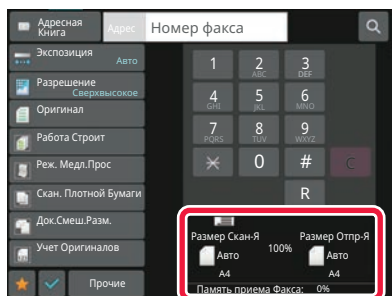 Адресная Книга
Адрес
Номер факса
Экспозиция
Авто
Разрешение
Сверхвысокое
Оригинал
Работа Строит
Реж. Медл.Прос
Скан. Плотной Бумаги
Док.Смеш.Разм.
Учет Оригиналов
Прочие
1
2 ABC
3 DEF
4 GHI
5 JKL
6 MNO
7 PQRS
8 TUV
9 WXYZ
0
#
C
R
Размер Скан-Я
Размер Отпр-Я
Авто
100%
Авто
A4
A4
Память приема Факса: 0%